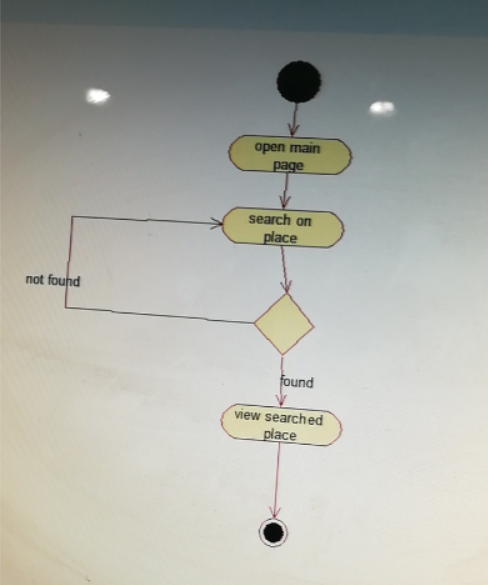 open main
page
search on
place
not found
found
view searched
place